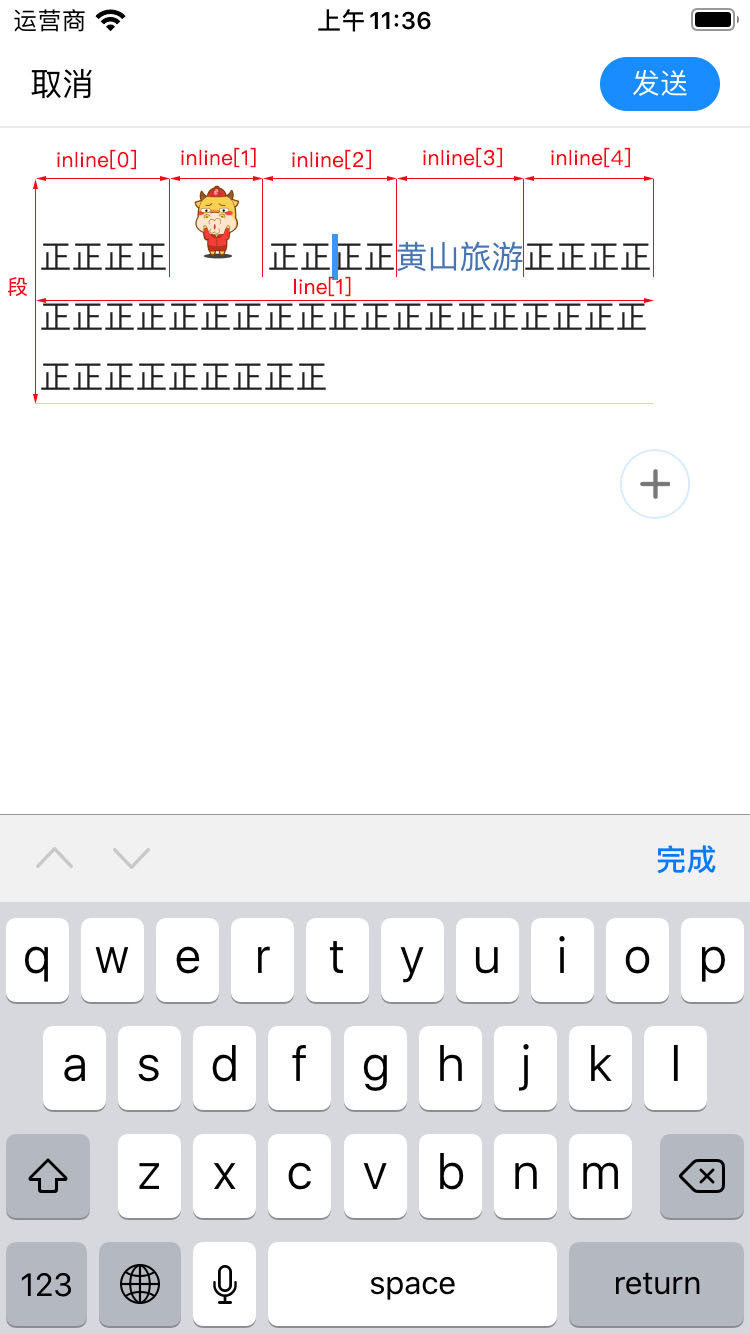 运营商 上午11:36
取消 发送
inline[0] inline[1] inline[2] inline[3] inline[4]
正正正正 正正正正黄山旅游正正正正
段 line[1]
正正正正正正正正正正正正正正正正正正正
正正正正正正正正正
完成
q w e r t y u i o p
a s d f g h j k l
z x c v b n m
123 space return